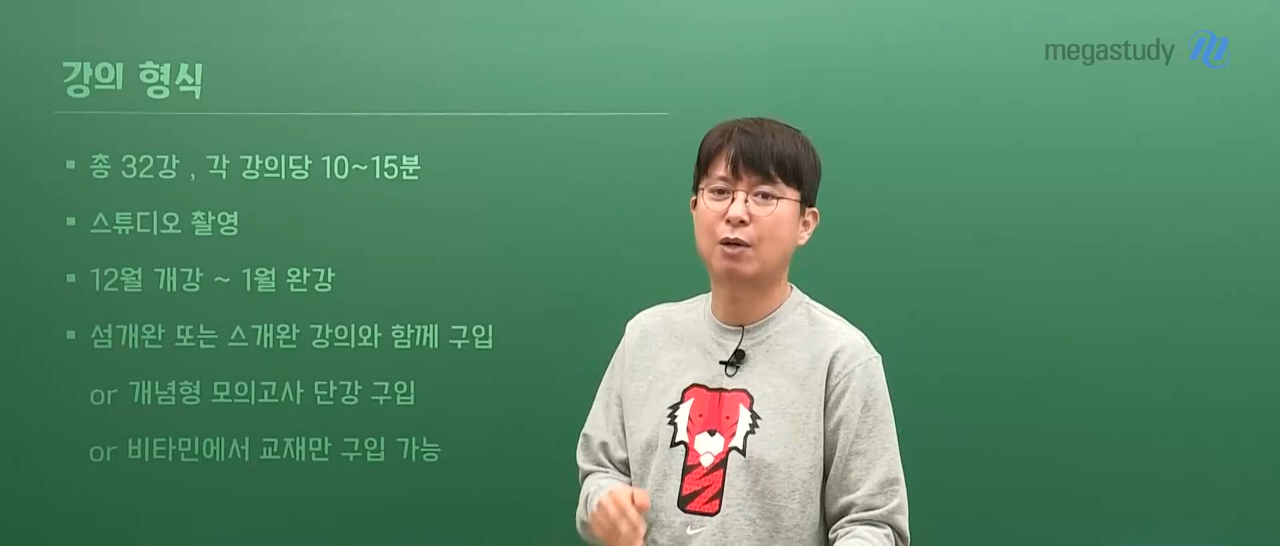 강의 형식
megastudy
▪ 총 32강 , 각 강의당 10~15분
▪ 스튜디오 촬영
▪ 12월 개강 ~ 1월 완강
▪ 섬개완 또는 스개완 강의와 함께 구입
or 개념형 모의고사 단강 구입
or 비타민에서 교재만 구입 가능